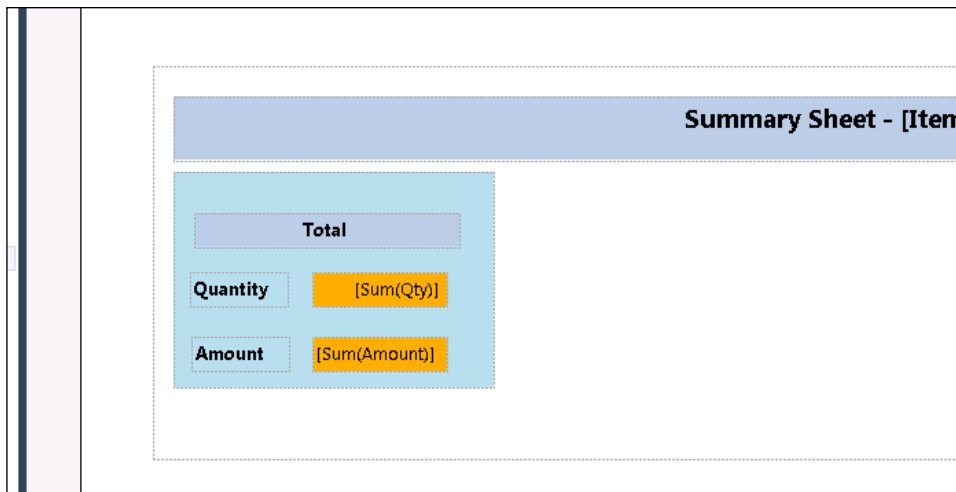 Summary Sheet - [Item
Total
Quantity [Sum(Qty)]
Amount [Sum(Amount)]